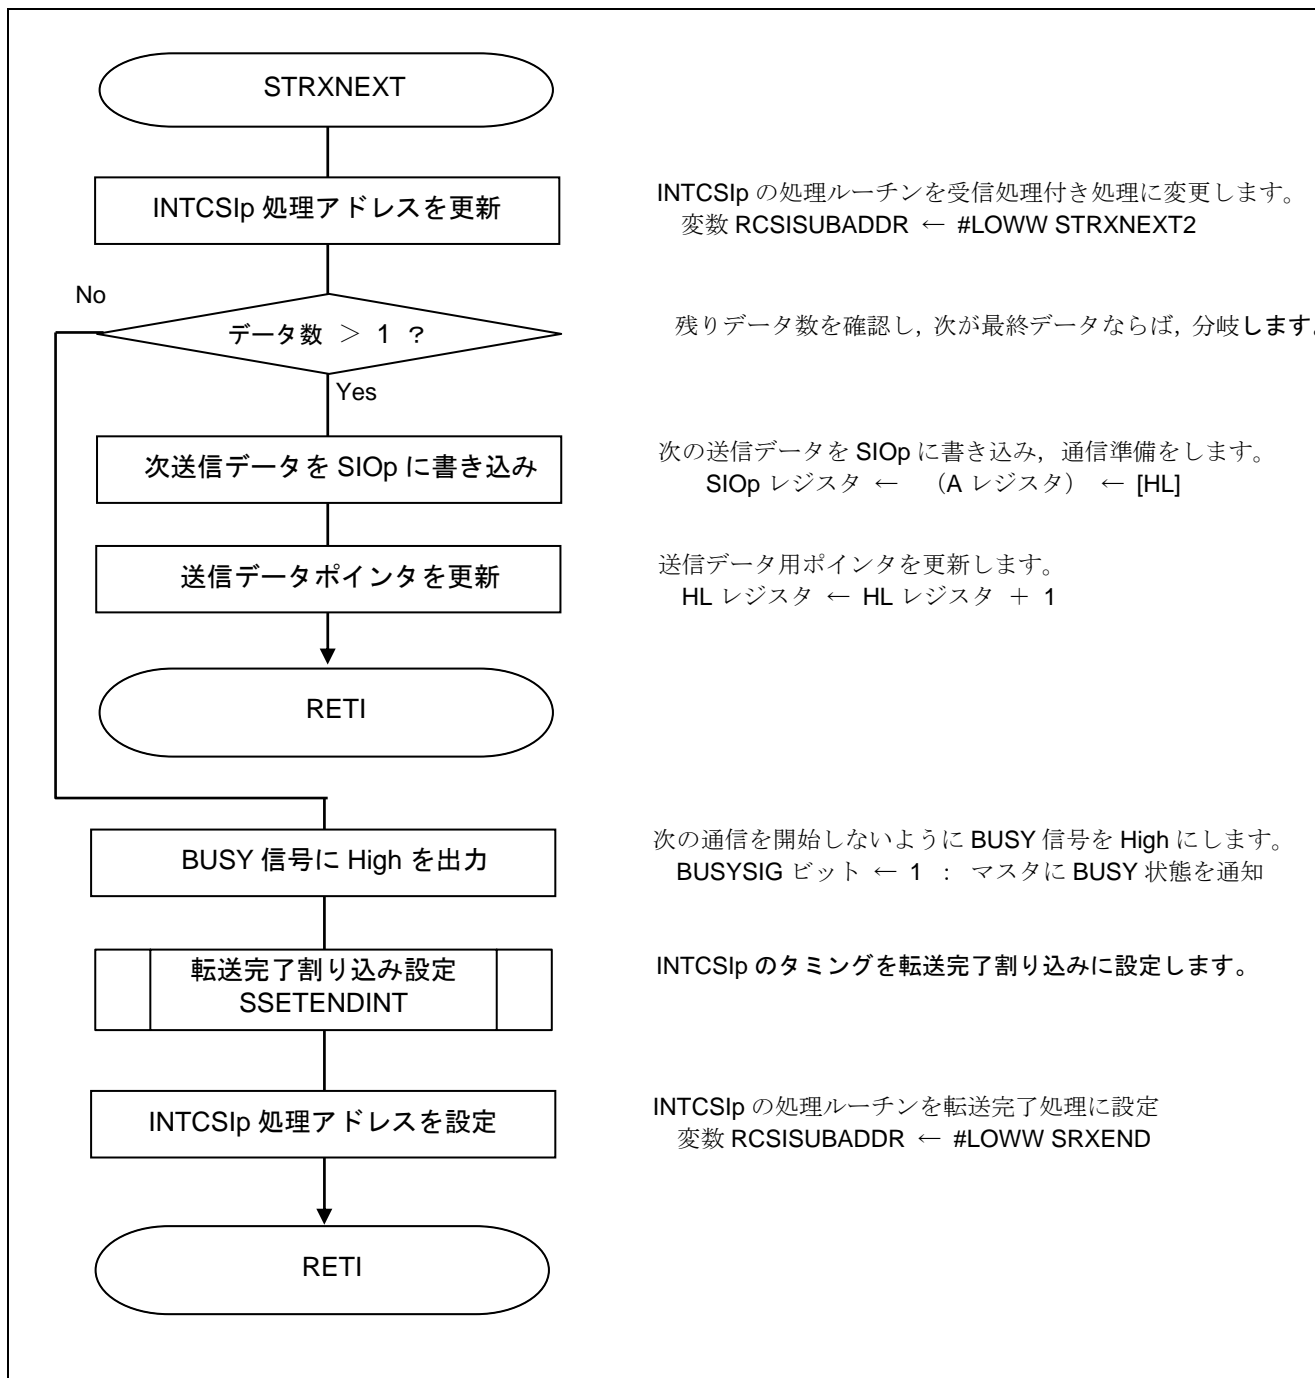 STRXNEXT
INTCSIp 処理アドレスを更新
INTCSIp の処理ルーチンを受信処理付き処理に変更します。
変数 RCSISUBADDR ← #LOWW STRXNEXT2
No
データ数 ＞ 1 ？
残りデータ数を確認し, 次が最終データならば, 分岐します.
Yes
次送信データを SIOp に書き込み
次の送信データを SIOp に書き込み，通信準備をします。
SIOp レジスタ ← （A レジスタ） ← [HL]
送信データポインタを更新
送信データ用ポインタを更新します。
HL レジスタ ← HL レジスタ ＋ 1
RETI
BUSY 信号に High を出力
次の通信を開始しないように BUSY 信号を High にします。
BUSYSIG ビット ← 1 ： マスタに BUSY 状態を通知
転送完了割り込み設定
SSETENDINT
INTCSIp のタミングを転送完了割り込みに設定します。
INTCSIp 処理アドレスを設定
INTCSIp の処理ルーチンを転送完了処理に設定
変数 RCSISUBADDR ← #LOWW SRXEND
RETI